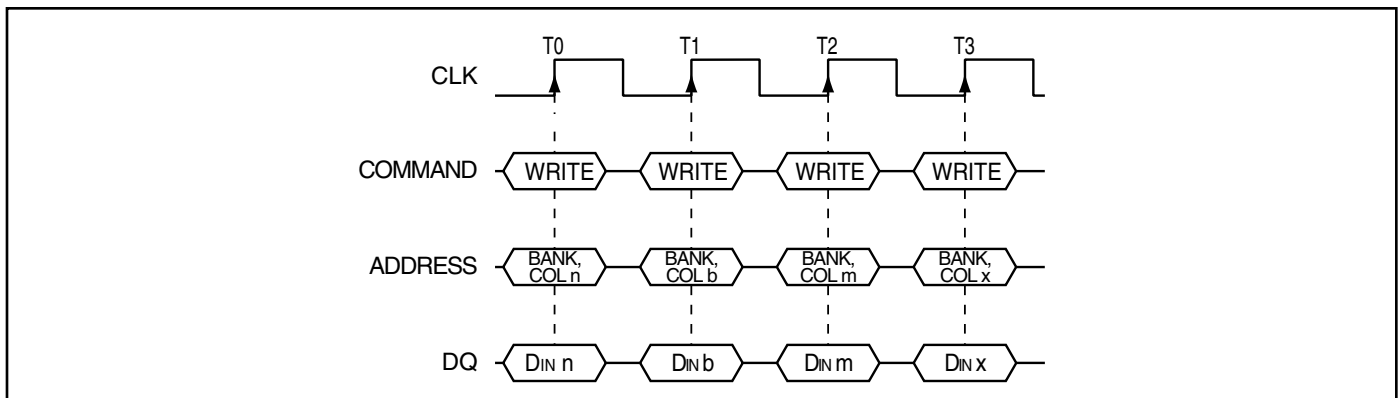 T0 T1 T2 T3
CLK
COMMAND WRITE WRITE WRITE WRITE
ADDRESS BANK, COL n BANK, COL b BANK, COL m BANK, COL x
DQ DIN n DIN b DIN m DIN x